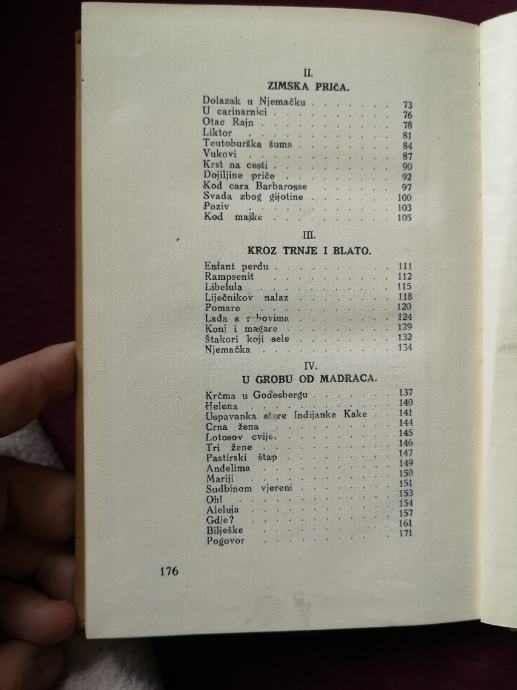 II.
ZIMSKA PRIČA.
Dolazak u Njemačku . . . . . . . 73
U carinarnici . . . . . . . . . 76
Otac Rajn . . . . . . . . . . 78
Liktor . . . . . . . . . . 81
Teutoburška šuma . . . . . . . 84
Vukovi . . . . . . . . . . 87
Krst na cesti . . . . . . . . . 90
Dojiljine priče . . . . . . . . . 92
Kod cara Barbarosse . . . . . . . 97
Svađa zbog gijotine . . . . . . . 100
Poziv . . . . . . . . . . 103
Kod majke . . . . . . . . . 105
III.
KROZ TRNJE I BLATO.
Enfant perdu . . . . . . . . . 111
Rampsenit . . . . . . . . . 112
Libelula . . . . . . . . . . 115
Liječnikov nalaz . . . . . . . . 118
Pomare . . . . . . . . . . 120
Lađa s robovima . . . . . . . . 124
Konj i magare . . . . . . . . 129
Štakori koji sele . . . . . . . . 132
Njemačka . . . . . . . . . . 134
IV.
U GROBU OD MADRACA.
Krčma u Godesbergu . . . . . . . 137
Helena . . . . . . . . . . 140
Uspavanka stare Indijanke Kake . . . 141
Crna žena . . . . . . . . . 144
Lotosov cvijet . . . . . . . . 145
Tri žene . . . . . . . . . . 146
Pastirski štap . . . . . . . . . 147
Anđelima . . . . . . . . . . 149
Mariji . . . . . . . . . . 150
Sudbinom vjereni . . . . . . . . 151
Oh! . . . . . . . . . . . 153
Aleluja . . . . . . . . . . 154
Gdje? . . . . . . . . . . 157
Bilješke . . . . . . . . . . 161
Pogovor . . . . . . . . . . 171
176